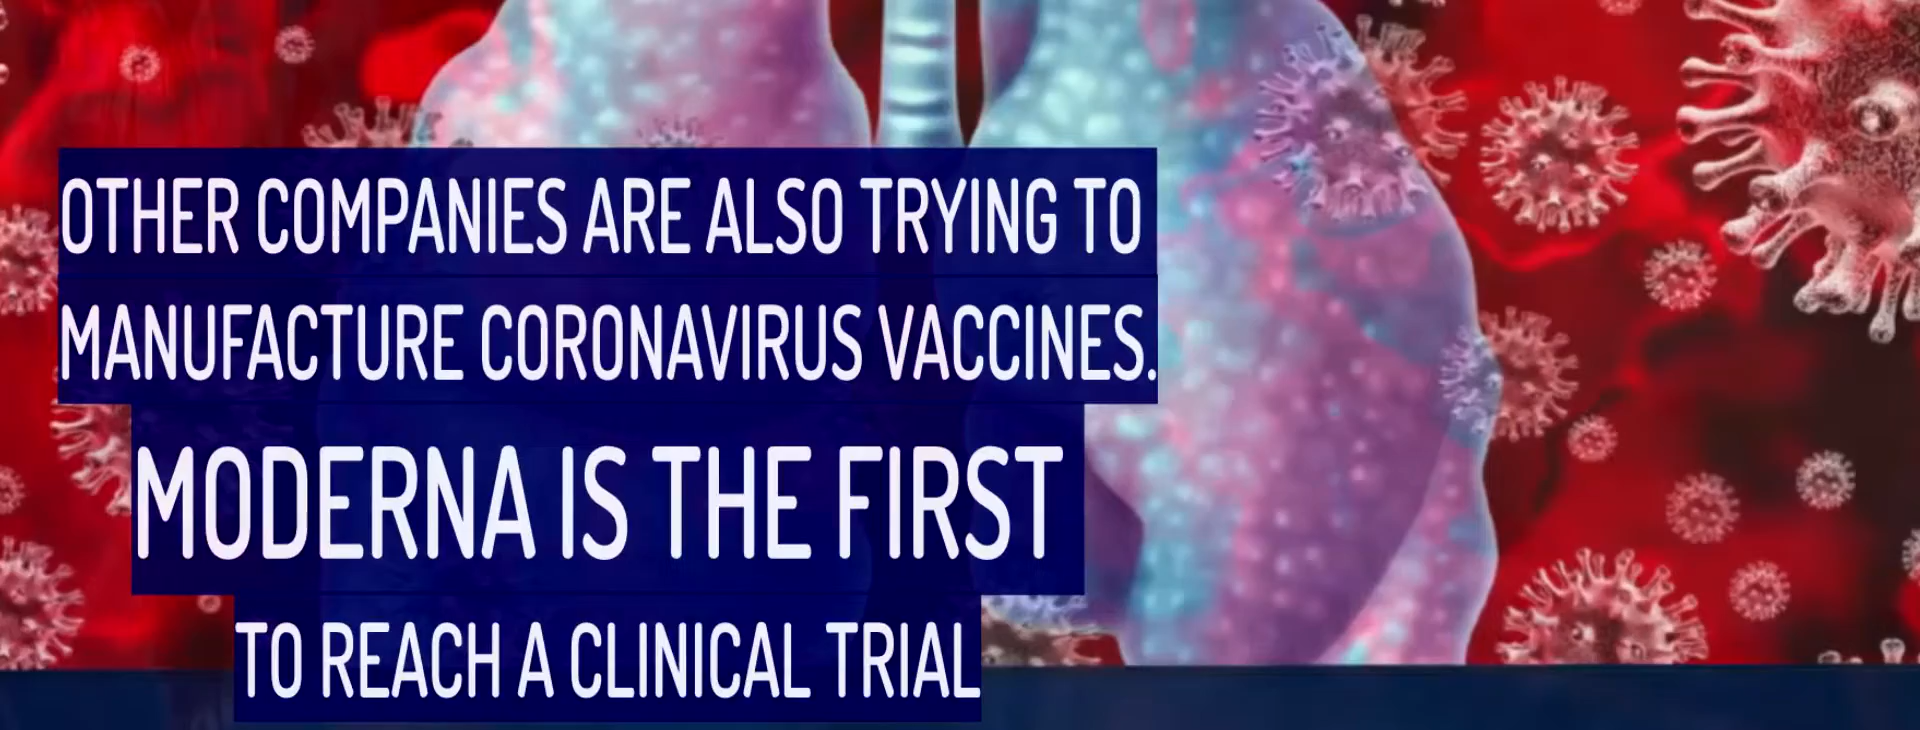 OTHER COMPANIES ARE ALSO TRYING TO
MANUFACTURE CORONAVIRUS VACCINES.
MODERNA IS THE FIRST
TO REACH A CLINICAL TRIAL